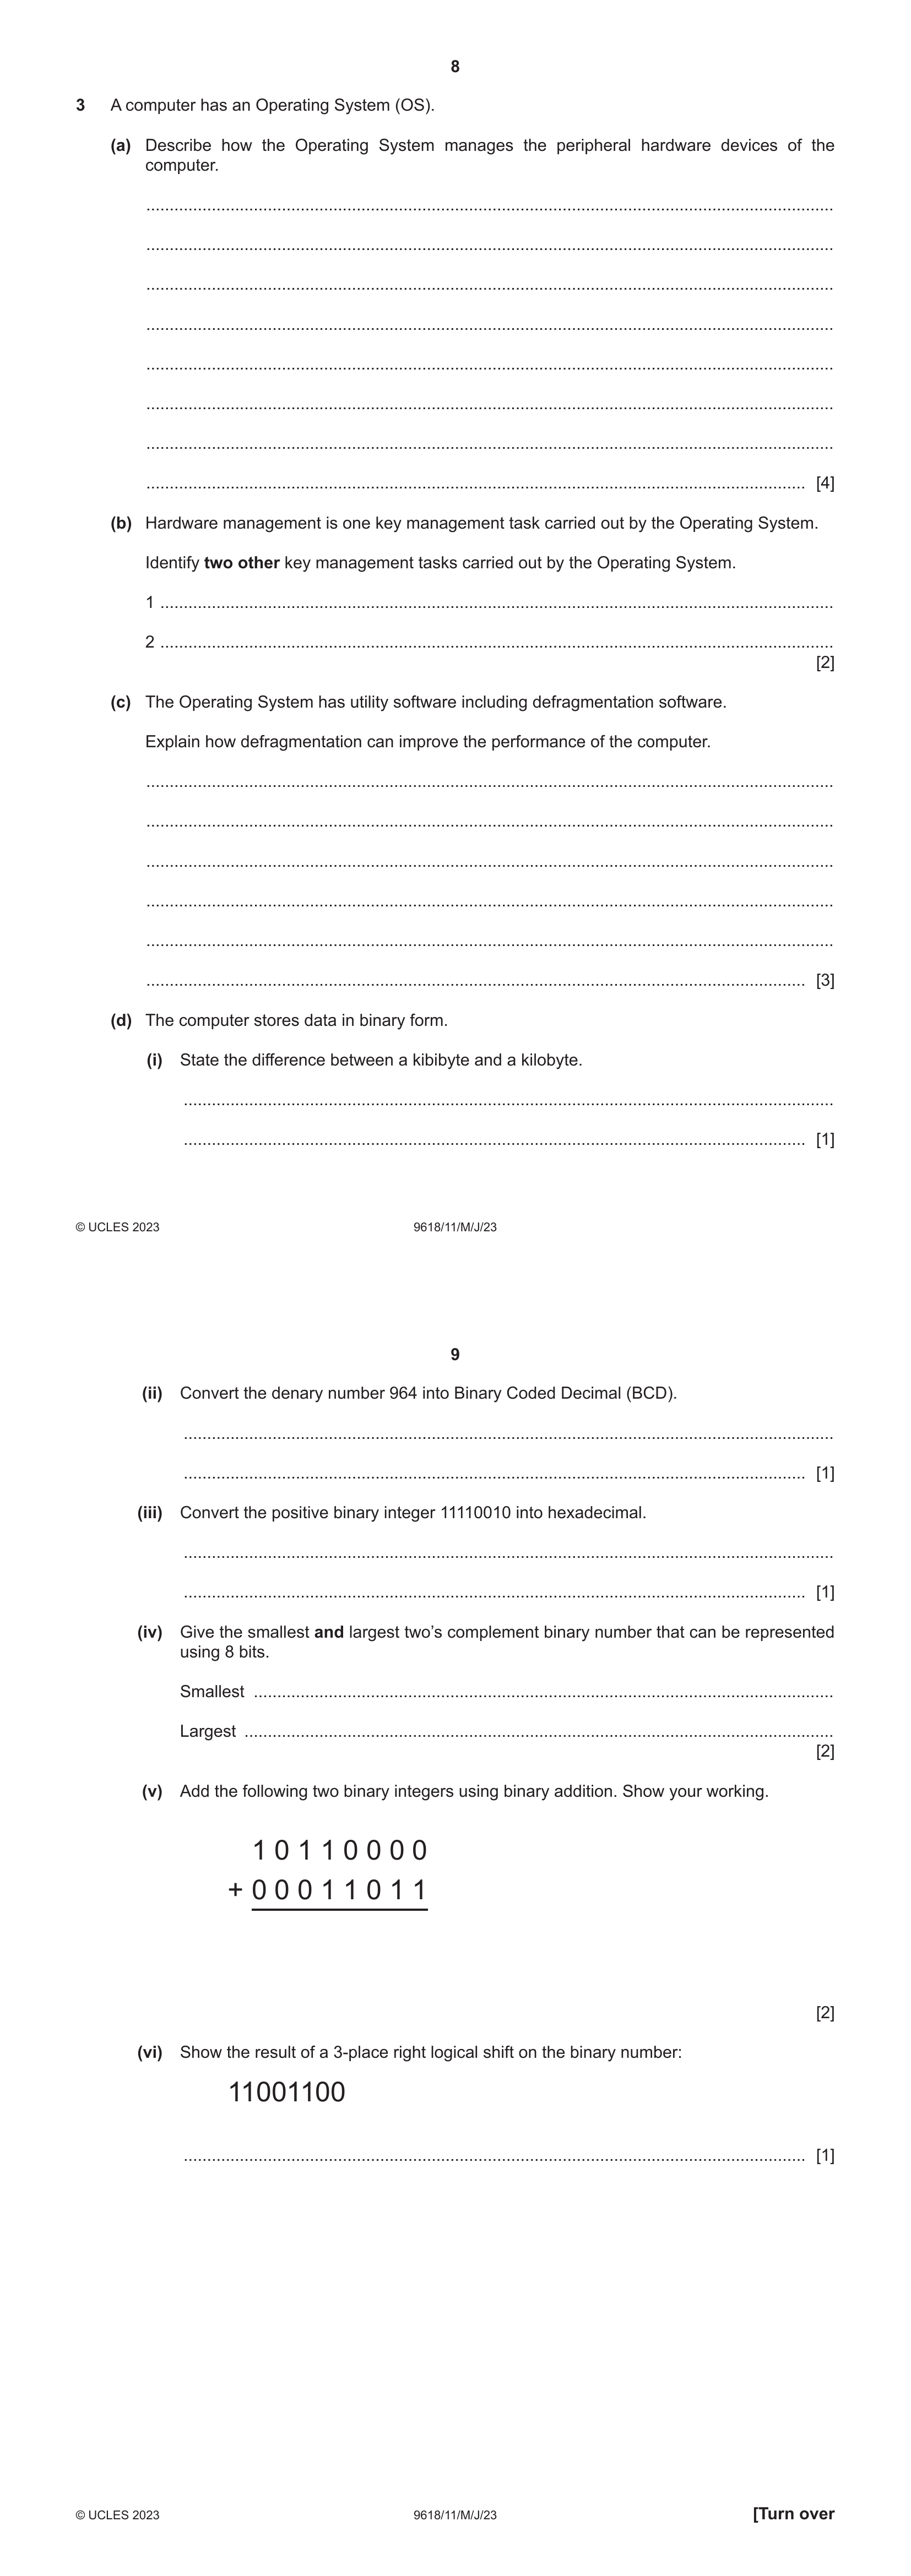 8
3 A computer has an Operating System (OS).
(a) Describe how the Operating System manages the peripheral hardware devices of the
computer.
...................................................................................................................................................
...................................................................................................................................................
...................................................................................................................................................
...................................................................................................................................................
...................................................................................................................................................
...................................................................................................................................................
...................................................................................................................................................
............................................................................................................................................. [4]
(b) Hardware management is one key management task carried out by the Operating System.
Identify two other key management tasks carried out by the Operating System.
1 ................................................................................................................................................
2 ................................................................................................................................................
[2]
(c) The Operating System has utility software including defragmentation software.
Explain how defragmentation can improve the performance of the computer.
...................................................................................................................................................
...................................................................................................................................................
...................................................................................................................................................
...................................................................................................................................................
...................................................................................................................................................
............................................................................................................................................. [3]
(d) The computer stores data in binary form.
(i) State the difference between a kibibyte and a kilobyte.
...........................................................................................................................................
..................................................................................................................................... [1]
© UCLES 2023 9618/11/M/J/23
9
(ii) Convert the denary number 964 into Binary Coded Decimal (BCD).
...........................................................................................................................................
..................................................................................................................................... [1]
(iii) Convert the positive binary integer 11110010 into hexadecimal.
...........................................................................................................................................
..................................................................................................................................... [1]
(iv) Give the smallest and largest two’s complement binary number that can be represented
using 8 bits.
Smallest ............................................................................................................................
Largest ..............................................................................................................................
[2]
(v) Add the following two binary integers using binary addition. Show your working.
1 0 1 1 0 0 0 0
+ 0 0 0 1 1 0 1 1
[2]
(vi) Show the result of a 3-place right logical shift on the binary number:
11001100
..................................................................................................................................... [1]
© UCLES 2023 9618/11/M/J/23 [Turn over